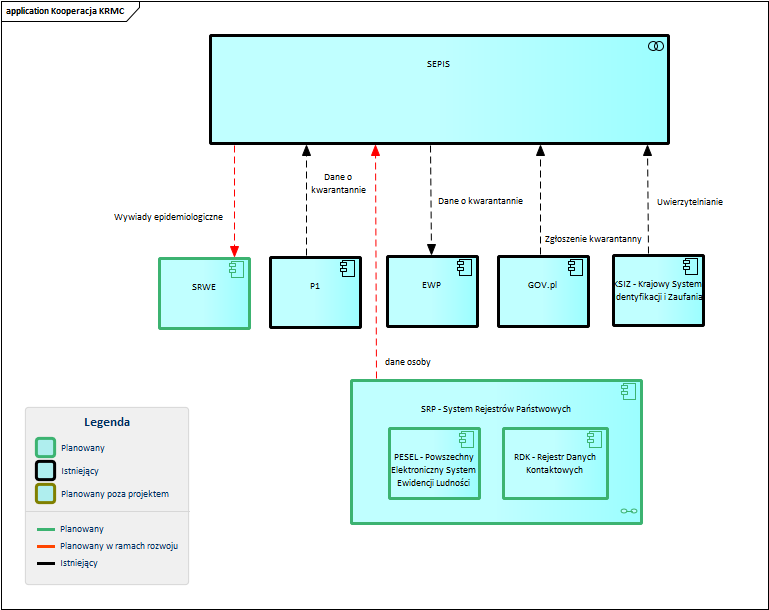 application Kooperacja KRMC
SEPIS
Wywiady epidemiologiczne
Dane o
kwarantannie
Dane o kwarantannie
Zgłoszenie kwarantanny
Uwierzytelnianie
SRWE
P1
EWP
GOV.pl
KSIZ - Krajowy System
dentyfikacji i Zaufania
dane osoby
SRP - System Rejestrów Państwowych
PESEL - Powszechny
Elektroniczny System
Ewidencji Ludności
RDK - Rejestr Danych
Kontaktowych
Legenda
Planowany
Istniejący
Planowany poza projektem
Planowany
Planowany w ramach rozwoju
Istniejący